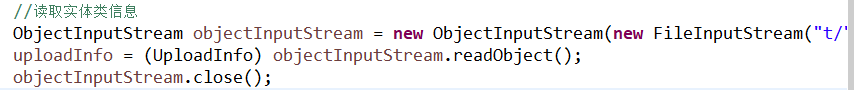 //读取实体类信息
ObjectInputStream objectInputStream = new ObjectInputStream(new FileInputStream("t/"
uploadInfo = (UploadInfo) objectInputStream.readObject();
objectInputStream.close();